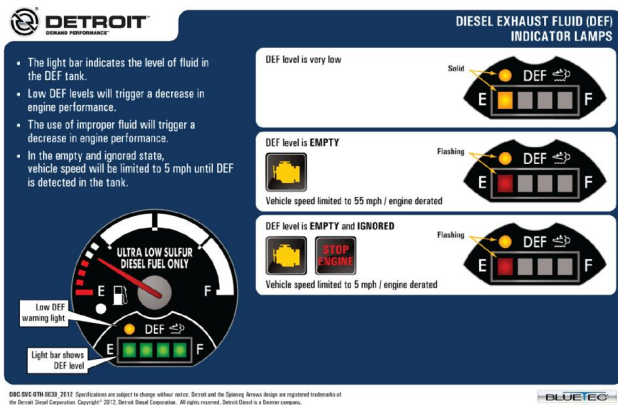 DETROIT™
DEMAND PERFORMANCE™
DIESEL EXHAUST FLUID (DEF)
INDICATOR LAMPS
• The light bar indicates the level of fluid in
the DEF tank.
• Low DEF levels will trigger a decrease in
engine performance.
• The use of improper fluid will trigger a
decrease in engine performance.
• In the empty and ignored state,
vehicle speed will be limited to 5 mph until DEF
is detected in the tank.
ULTRA LOW SULFUR
DIESEL FUEL ONLY
E F
Low DEF
warning light
DEF
E F
Light bar shows
DEF level
DEF level is very low
Solid
DEF
E F
DEF level is EMPTY
Flashing
DEF
E F
Vehicle speed limited to 55 mph / engine derated
DEF level is EMPTY and IGNORED
STOP
ENGINE
Flashing
DEF
E F
Vehicle speed limited to 5 mph / engine derated
DDC-SVC-OTH-0030_2012 Specifications are subject to change without notice. Detroit and the Spinning Arrows design are registered trademarks of
the Detroit Diesel Corporation. Copyright© 2012, Detroit Diesel Corporation. All rights reserved. Detroit Diesel is a Daimler company.
BLUETEC